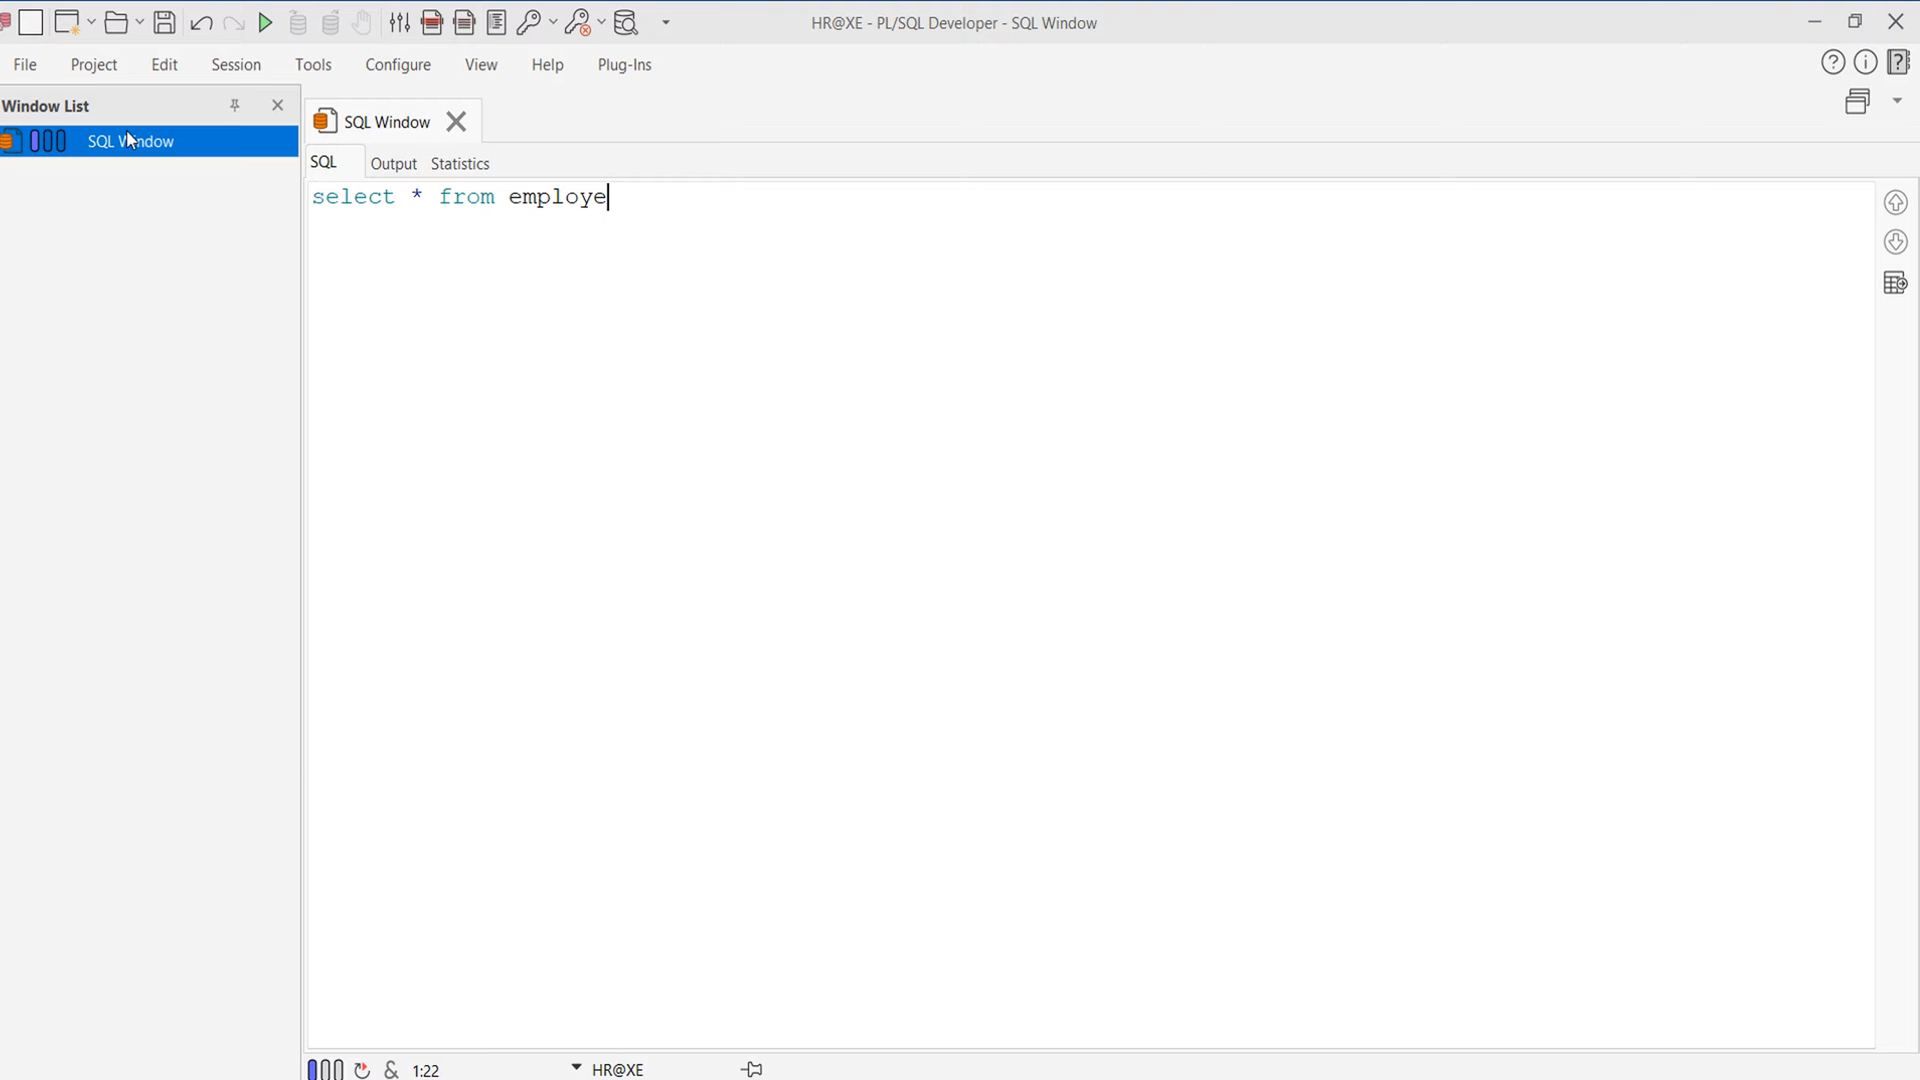 HR@XE - PL/SQL Developer - SQL Window
File Project Edit Session Tools Configure View Help Plug-Ins
Window List
SQL Window
SQL Window
SQL Output Statistics
select * from employe
& 1:22 HR@XE